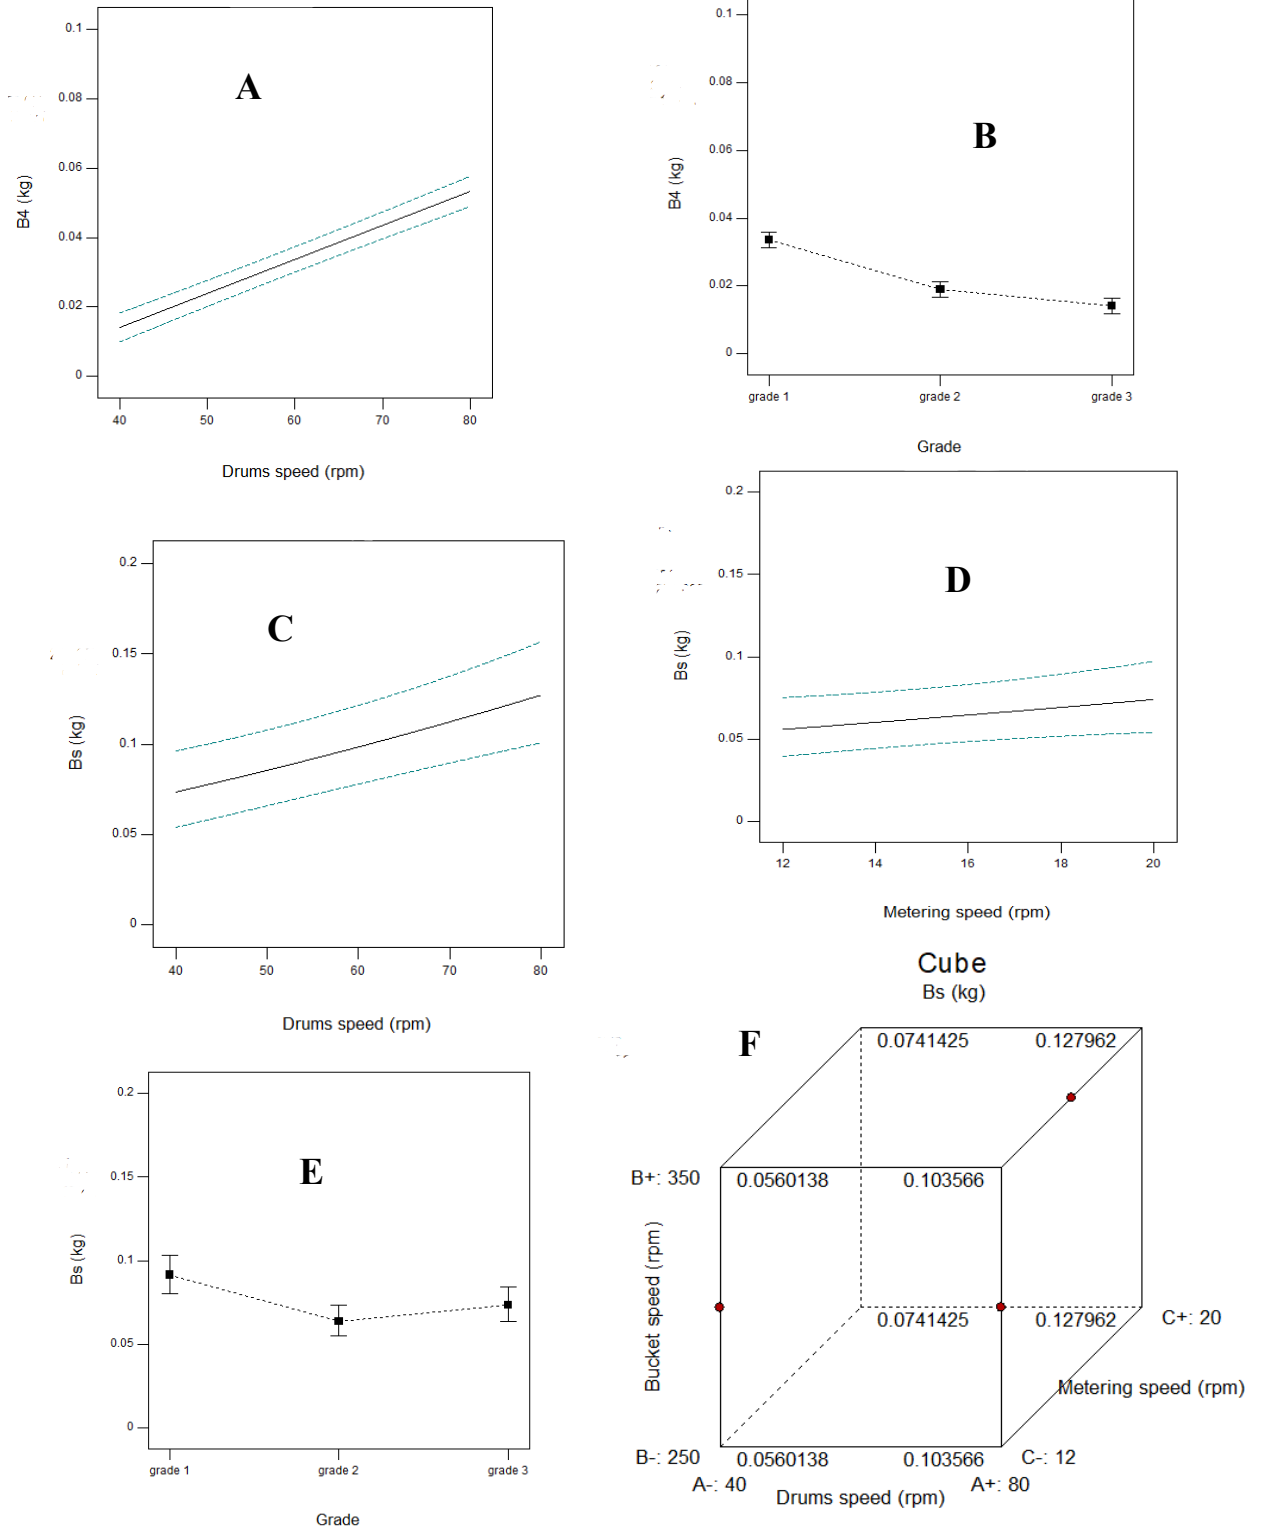 A
0.1
0.08
0.06
0.04
0.02
0
B4 (kg)
40 50 60 70 80
Drums speed (rpm)
B
0.1
0.08
0.06
0.04
0.02
0
B4 (kg)
grade 1 grade 2 grade 3
Grade
C
0.2
0.15
0.1
0.05
0
Bs (kg)
40 50 60 70 80
Drums speed (rpm)
D
0.2
0.15
0.1
0.05
0
Bs (kg)
12 14 16 18 20
Metering speed (rpm)
E
0.2
0.15
0.1
0.05
0
Bs (kg)
grade 1 grade 2 grade 3
Grade
Cube
Bs (kg)
F
0.0741425 0.127962
B+: 350 0.0560138 0.103566
Bucket speed (rpm)
0.0741425 0.127962 C+: 20
Metering speed (rpm)
B-: 250 0.0560138 0.103566 C-: 12
A-: 40 A+: 80
Drums speed (rpm)